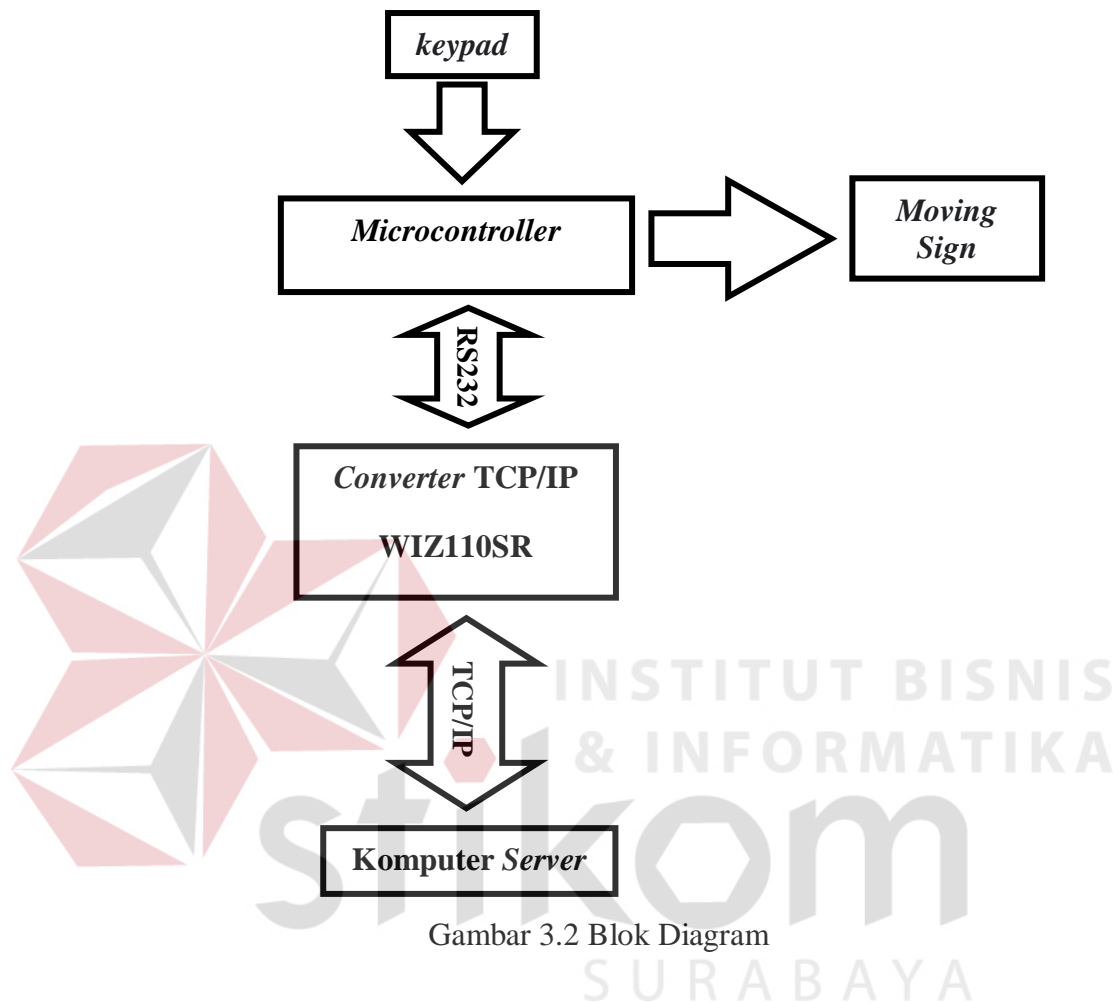 keypad
Microcontroller
Moving
Sign
RS232
Converter TCP/IP
WIZ110SR
TCP/IP
INSTITUT BISNIS
& INFORMATIKA
stikom
Komputer Server
Gambar 3.2 Blok Diagram
SURABAYA